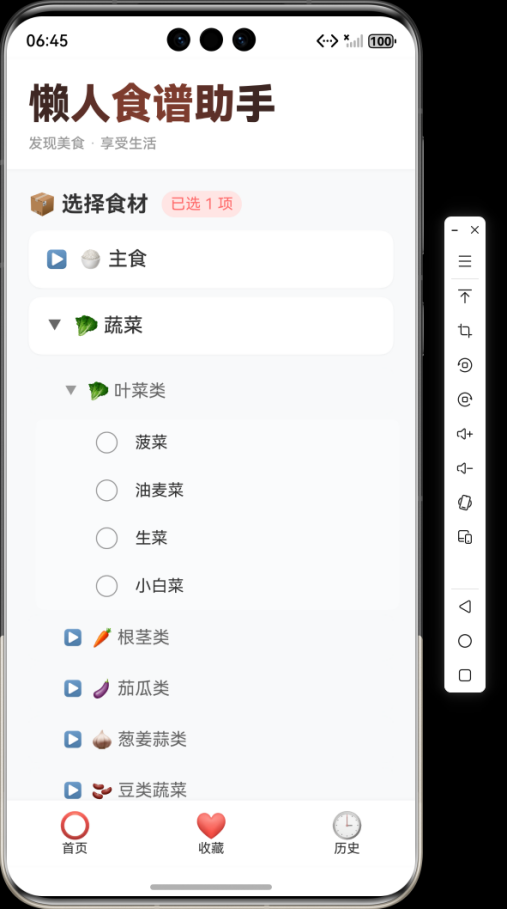 06:45
100
懒人食谱助手
发现美食 · 享受生活
选择食材 已选 1 项
主食
蔬菜
叶菜类
菠菜
油麦菜
生菜
小白菜
根茎类
茄瓜类
葱姜蒜类
豆类蔬菜
首页 收藏 历史